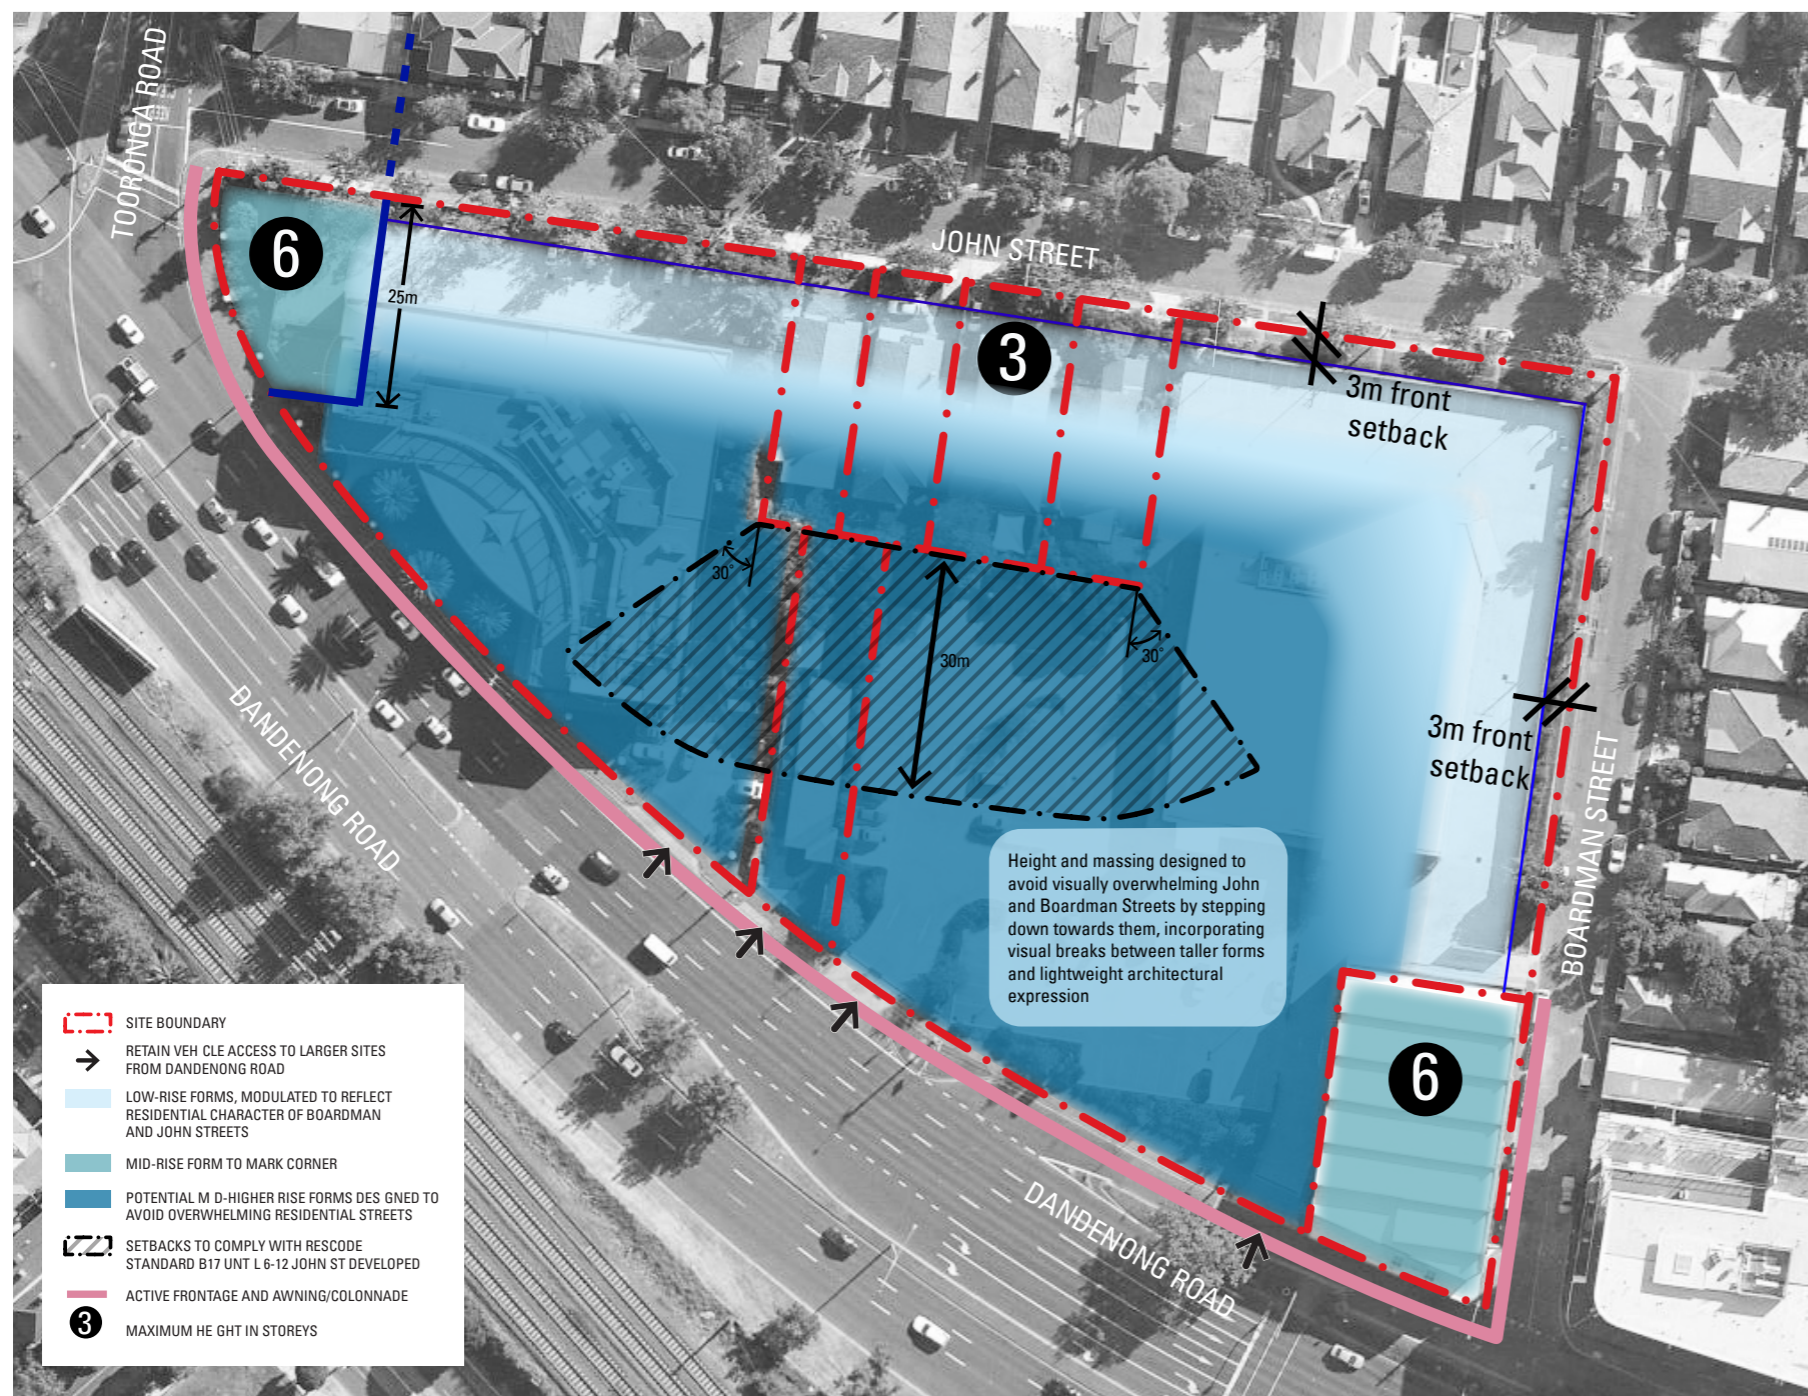 TOORONGA ROAD
6
25m
JOHN STREET
3
3m front
setback
30°
30m
30°
3m front
setback
DANDENONG ROAD
BOARDMAN STREET
Height and massing designed to
avoid visually overwhelming John
and Boardman Streets by stepping
down towards them, incorporating
visual breaks between taller forms
and lightweight architectural
expression
6
DANDENONG ROAD
SITE BOUNDARY
RETAIN VEH CLE ACCESS TO LARGER SITES
FROM DANDENONG ROAD
LOW-RISE FORMS, MODULATED TO REFLECT
RESIDENTIAL CHARACTER OF BOARDMAN
AND JOHN STREETS
MID-RISE FORM TO MARK CORNER
POTENTIAL M D-HIGHER RISE FORMS DES GNED TO
AVOID OVERWHELMING RESIDENTIAL STREETS
SETBACKS TO COMPLY WITH RESCODE
STANDARD B17 UNT L 6-12 JOHN ST DEVELOPED
ACTIVE FRONTAGE AND AWNING/COLONNADE
3
MAXIMUM HE GHT IN STOREYS